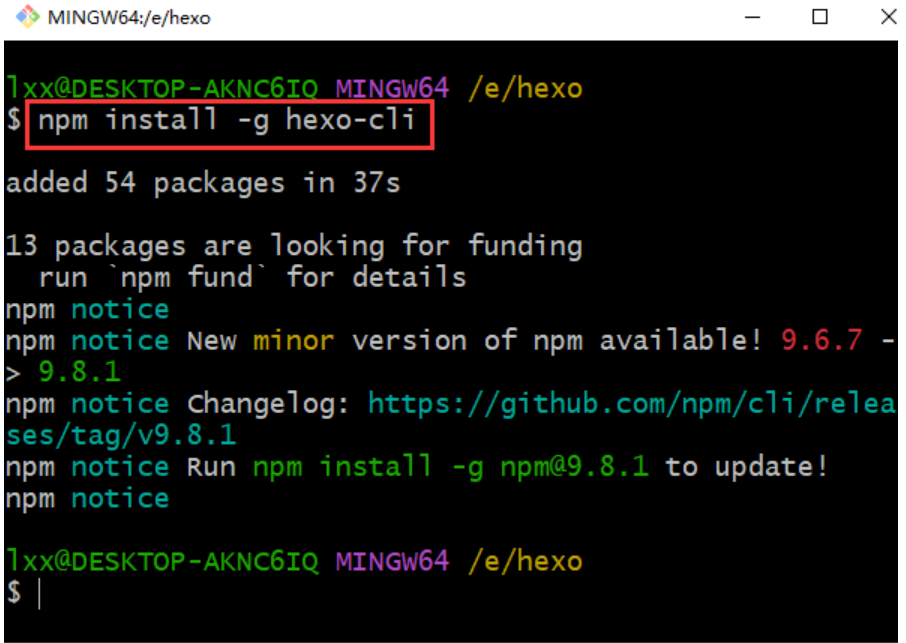 MINGW64:/e/hexo
lxx@DESKTOP-AKNC6IQ MINGW64 /e/hexo
$ npm install -g hexo-cli
added 54 packages in 37s
13 packages are looking for funding
  run `npm fund` for details
npm notice
npm notice New minor version of npm available! 9.6.7 -
> 9.8.1
npm notice Changelog: https://github.com/npm/cli/relea
ses/tag/v9.8.1
npm notice Run npm install -g npm@9.8.1 to update!
npm notice
lxx@DESKTOP-AKNC6IQ MINGW64 /e/hexo
$